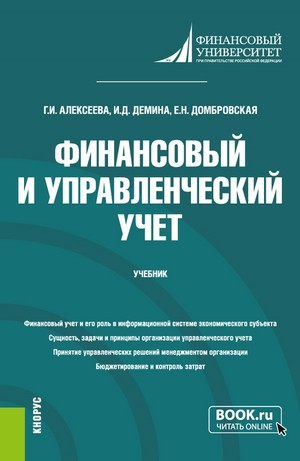 ФИНАНСОВЫЙ
УНИВЕРСИТЕТ
ПРИ ПРАВИТЕЛЬСТВЕ РОССИЙСКОЙ ФЕДЕРАЦИИ
Г.И. АЛЕКСЕЕВА, И.Д. ДЕМИНА, Е.Н. ДОМБРОВСКАЯ
ФИНАНСОВЫЙ
И УПРАВЛЕНЧЕСКИЙ
УЧЕТ
УЧЕБНИК
Финансовый учет и его роль в информационной системе экономического субъекта
Сущность, задачи и принципы организации управленческого учета
Принятие управленческих решений менеджментом организации
Бюджетирование и контроль затрат
КНОРУС
BOOK.ru
ЧИТАТЬ ONLINE